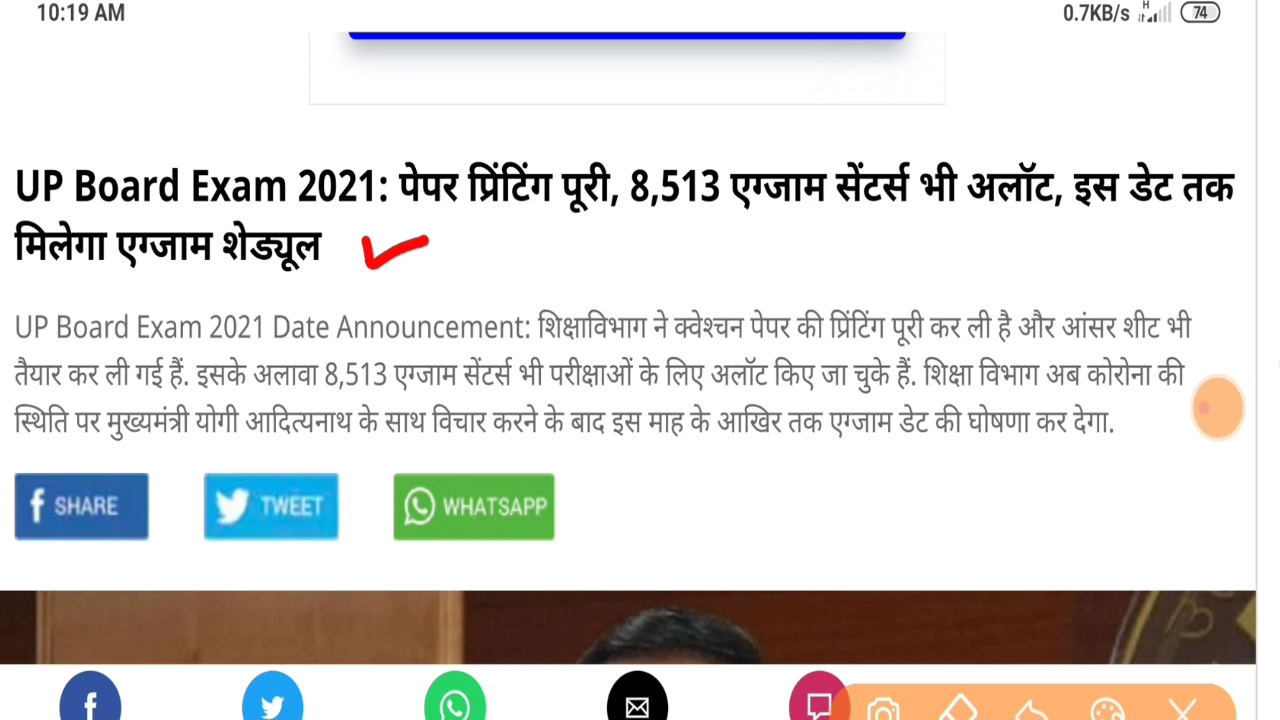 10:19 AM
0.7KB/s H 74
UP Board Exam 2021: पेपर प्रिंटिंग पूरी, 8,513 एग्जाम सेंटर्स भी अलॉट, इस डेट तक
मिलेगा एग्जाम शेड्यूल
UP Board Exam 2021 Date Announcement: शिक्षाविभाग ने क्वेश्चन पेपर की प्रिंटिंग पूरी कर ली है और आंसर शीट भी
तैयार कर ली गई हैं. इसके अलावा 8,513 एग्जाम सेंटर्स भी परीक्षाओं के लिए अलॉट किए जा चुके हैं. शिक्षा विभाग अब कोरोना की
स्थिति पर मुख्यमंत्री योगी आदित्यनाथ के साथ विचार करने के बाद इस माह के आखिर तक एग्जाम डेट की घोषणा कर देगा.
SHARE TWEET WHATSAPP